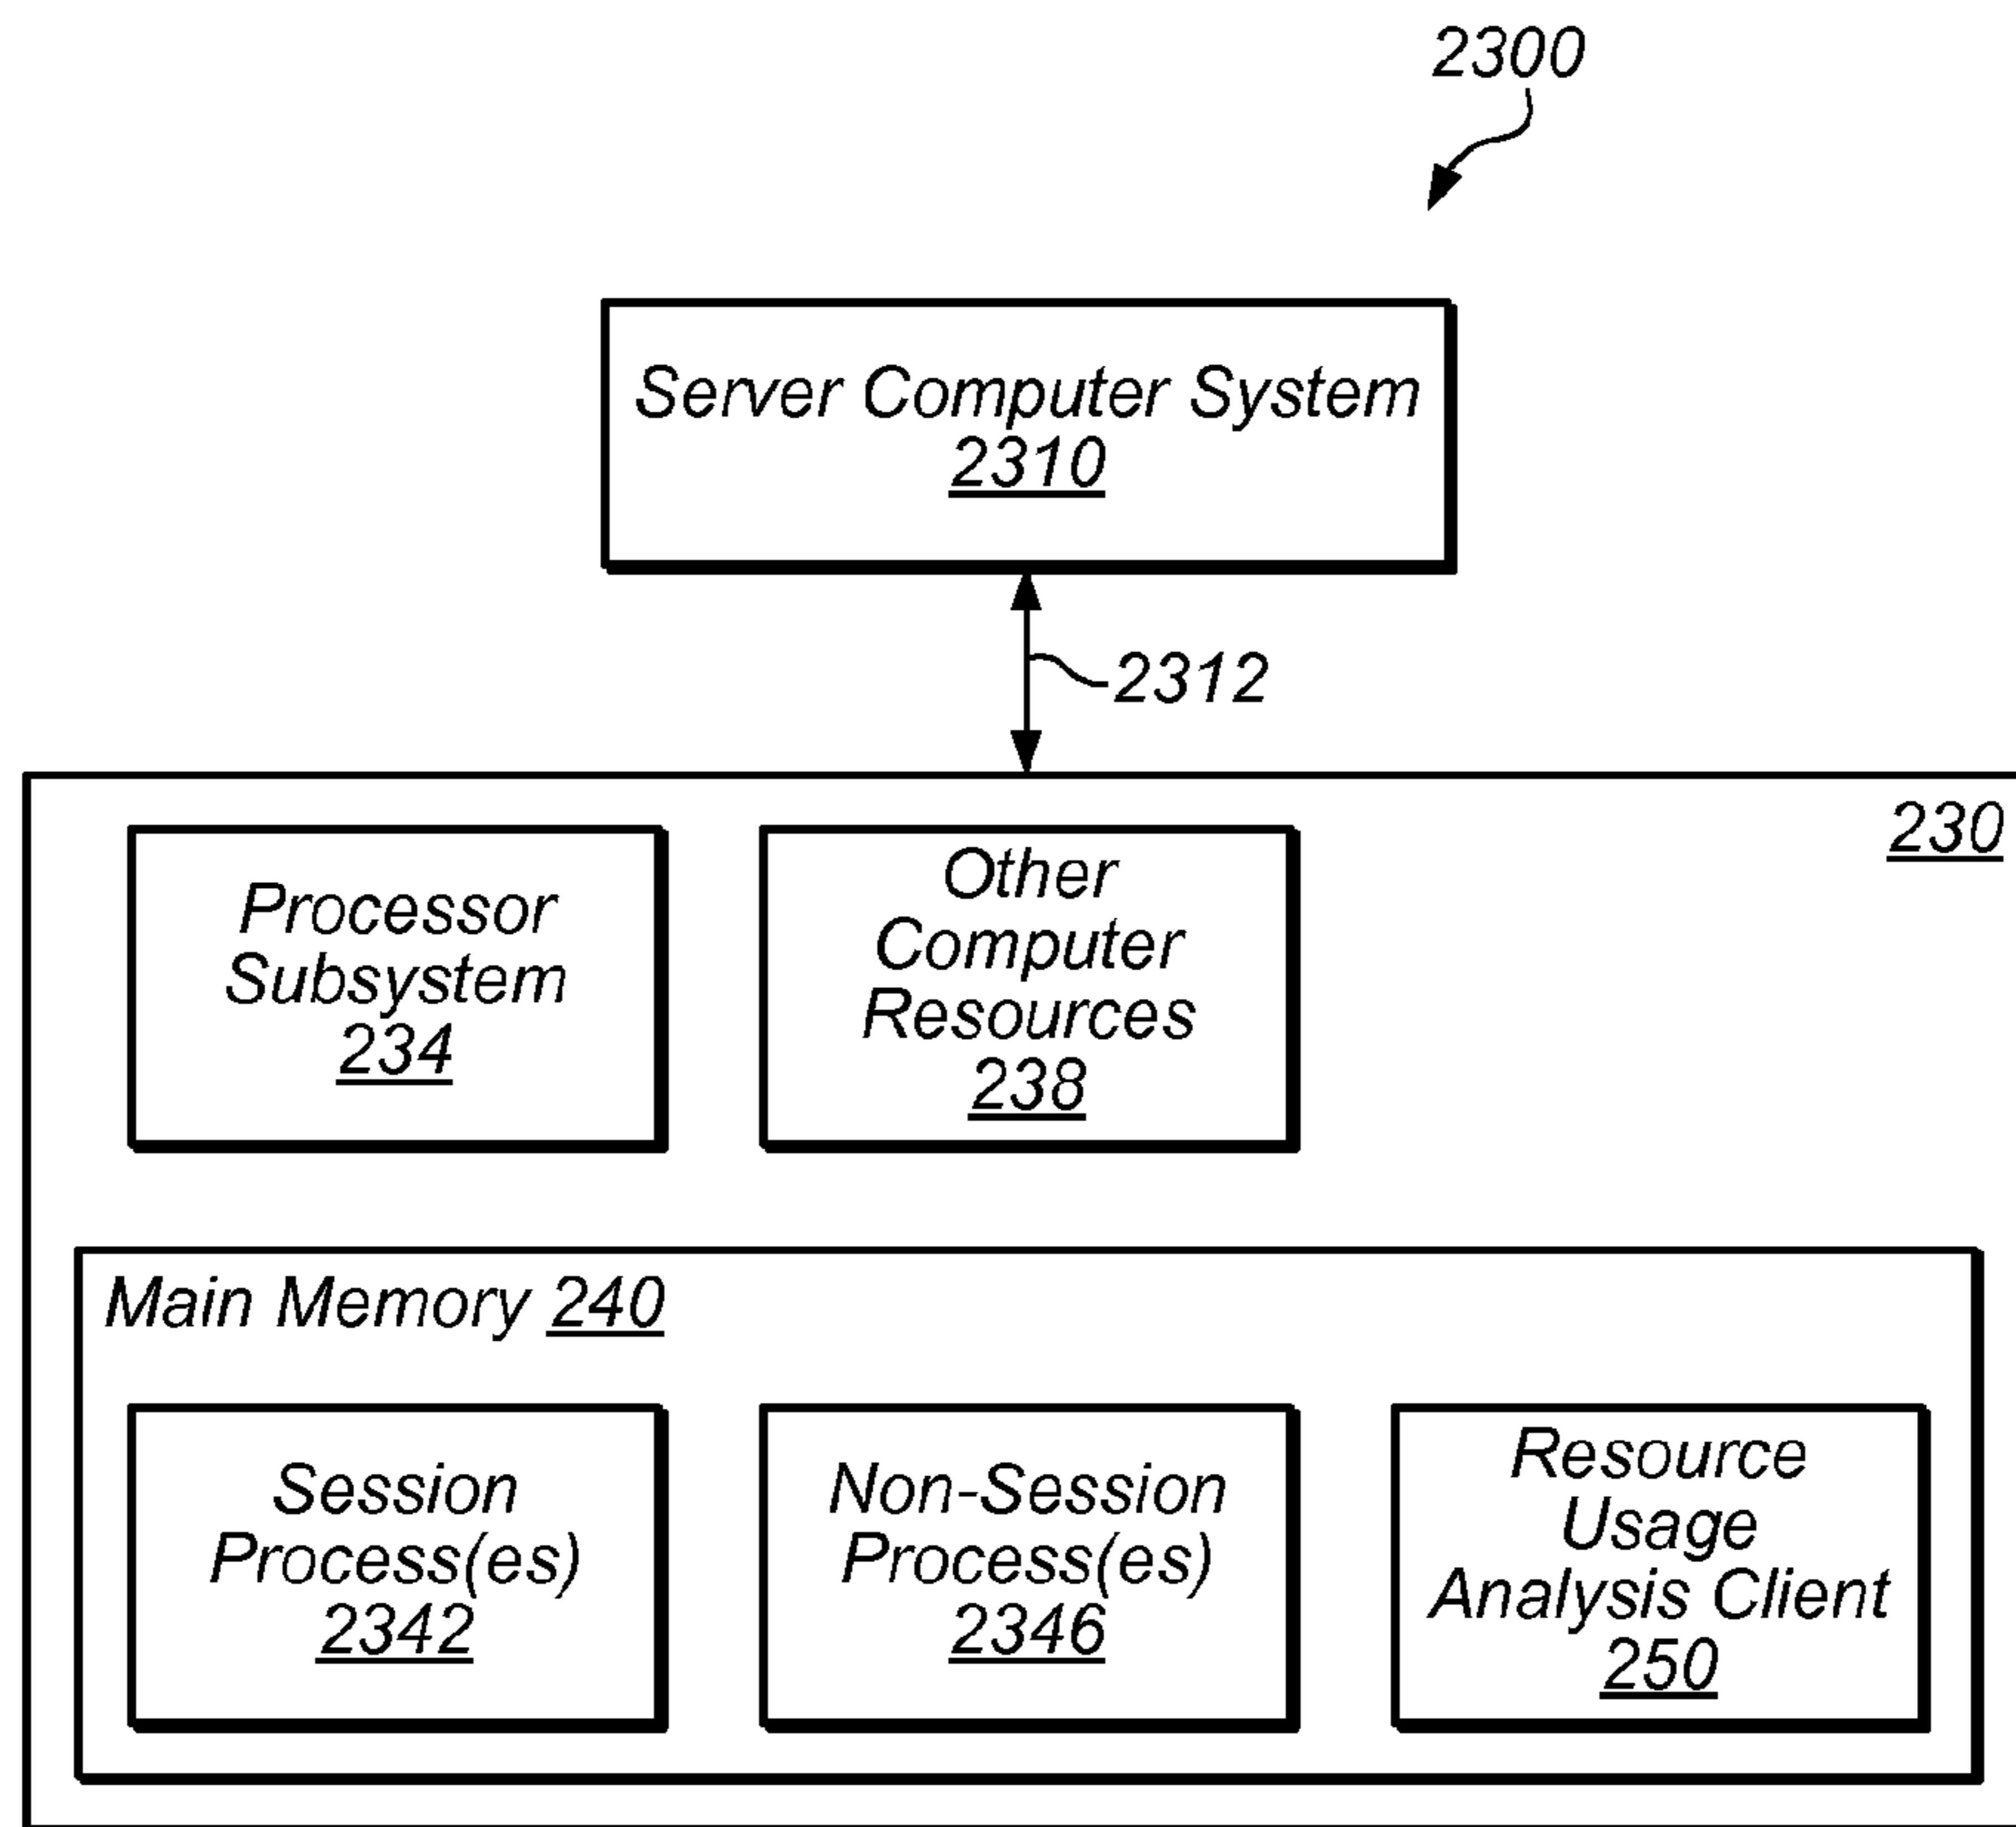 2300
Server Computer System
2310
2312
230
Processor
Subsystem
234
Other
Computer
Resources
238
Main Memory 240
Session
Process(es)
2342
Non-Session
Process(es)
2346
Resource
Usage
Analysis Client
250